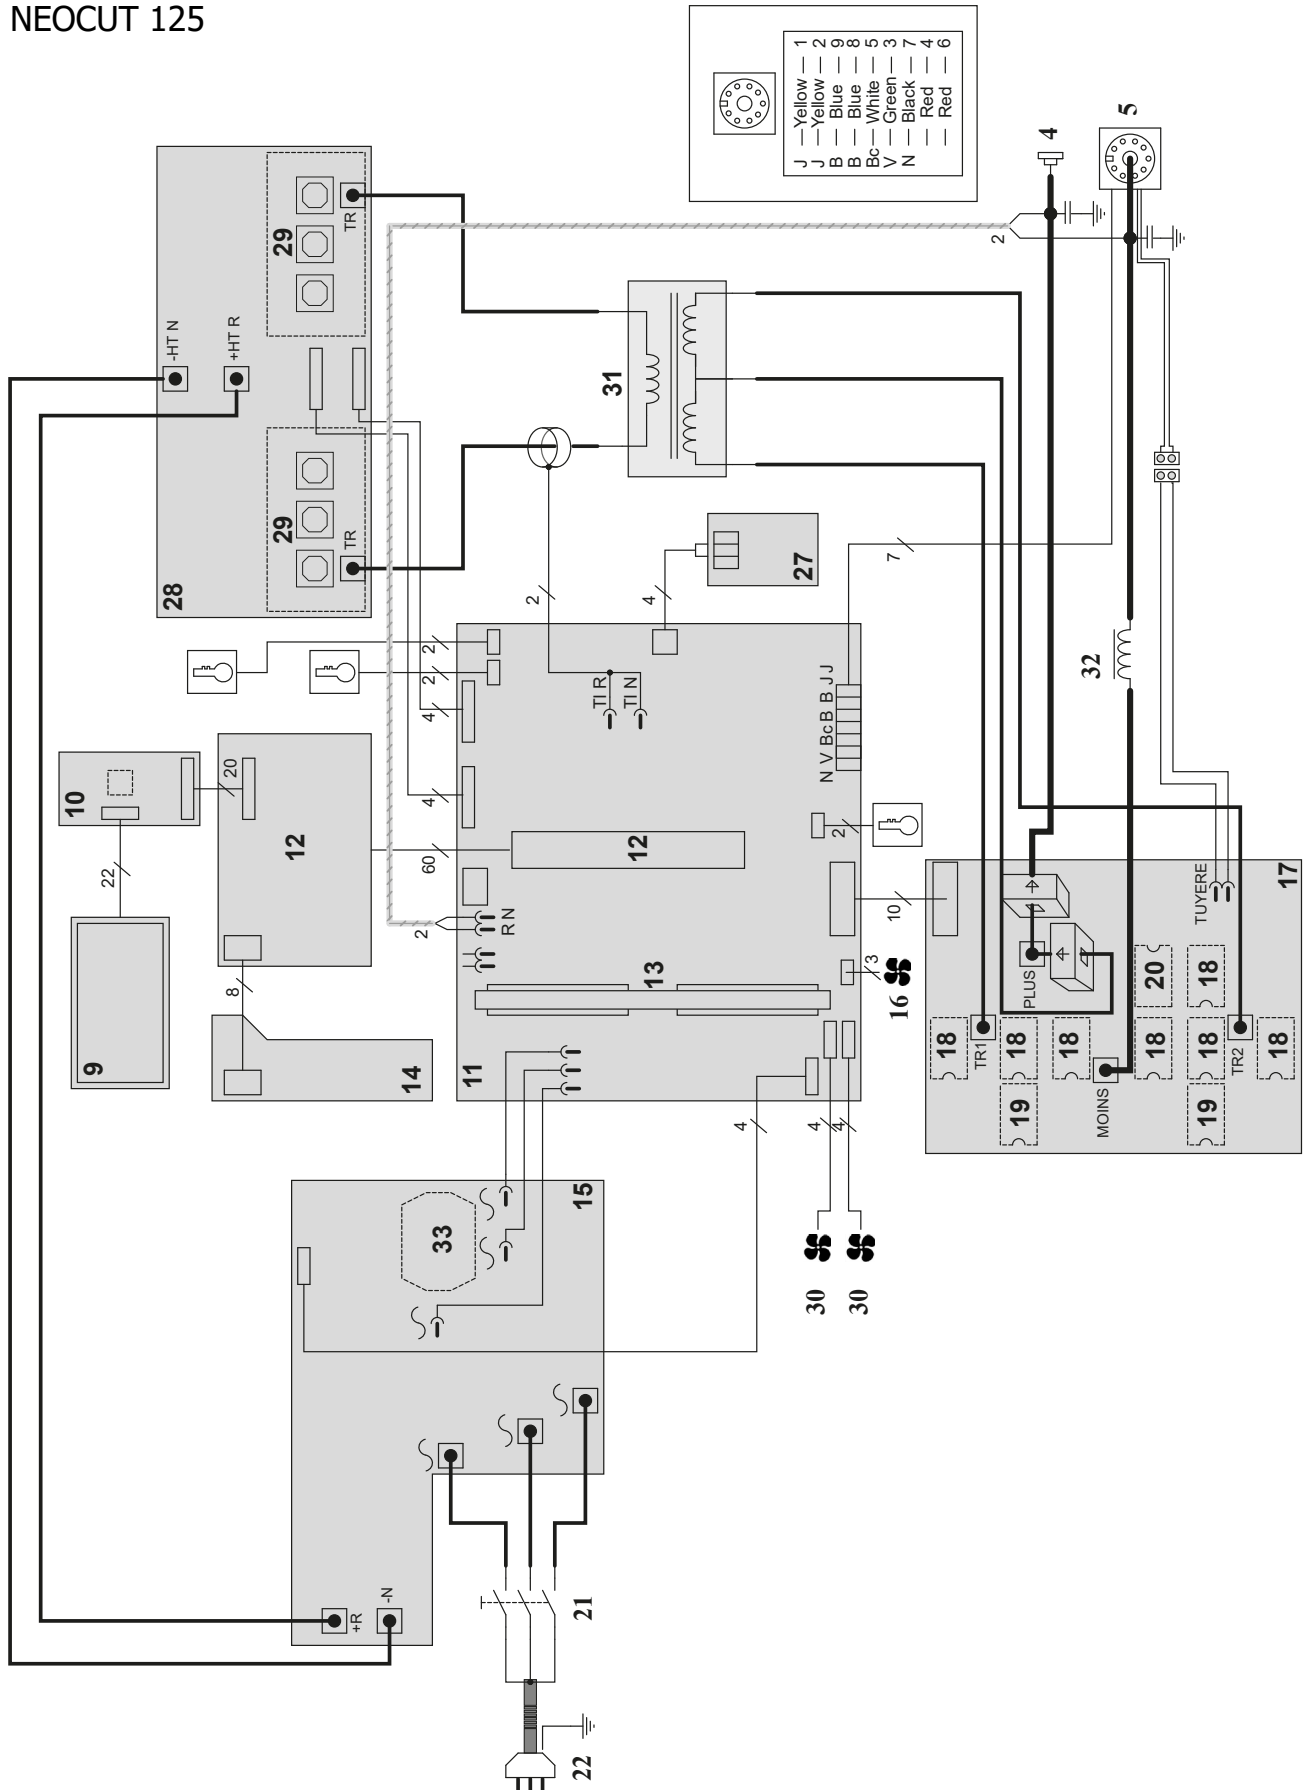 NEOCUT 125
J — Yellow — 1
J — Yellow — 2
B — Blue — 9
B — Blue — 8
Bc — White — 5
V — Green — 3
N — Black — 7
— Red — 4
— Red — 6
28
-HT N
+HT R
29
TR
29
TR
4
5
2
31
32
2
4
27
7
2
2
4
4
TI R
TI N
N V Bc B B J J
10
20
12
22
9
8
14
60
12
2
R N
13
11
2
10
3
16
4
4
4
30
30
17
TUYERE
PLUS
20
18
18
TR1
18
18
18
18
TR2
18
19
19
MOINS
15
33
+R
-N
21
22